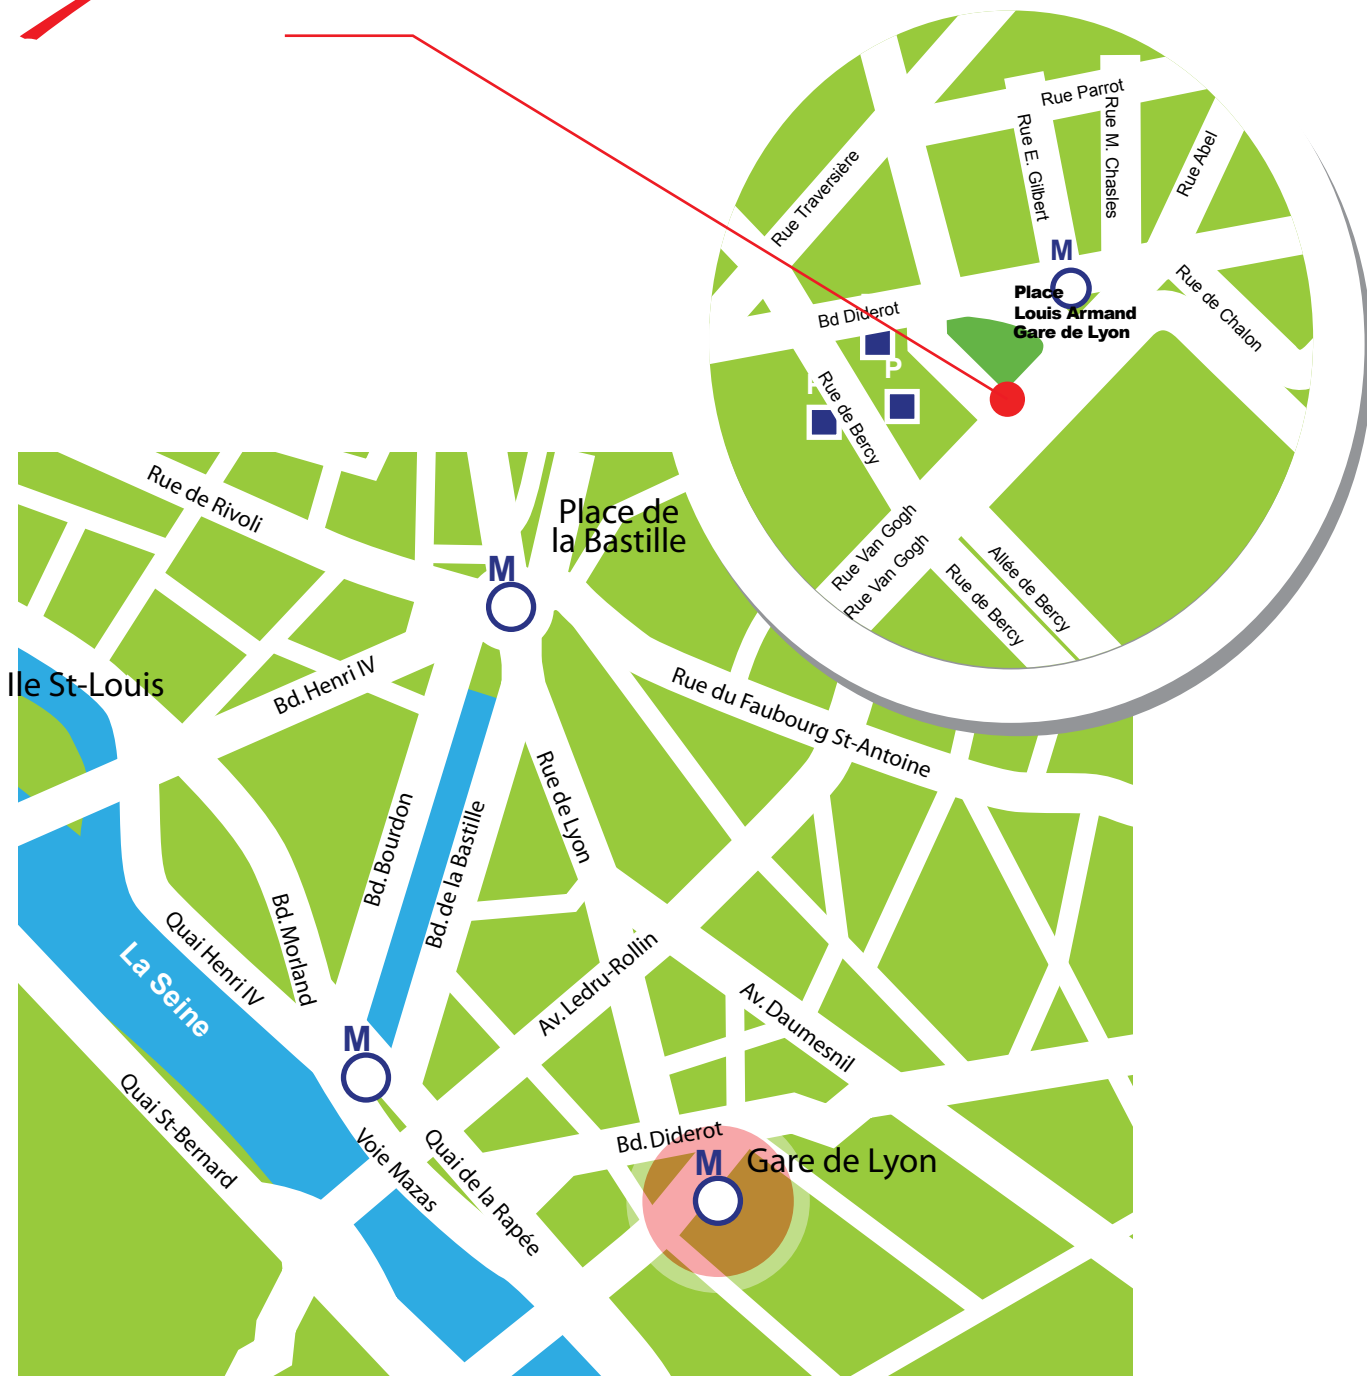 Rue Parrot
Rue E. Gilbert
Rue M. Chasles
Rue Abel
Rue Traversière
M
Place
Louis Armand
Gare de Lyon
Rue de Chalon
Bd Diderot
P
P
Rue de Bercy
Rue Van Gogh
Rue Van Gogh
Allée de Bercy
Rue de Bercy
Rue de Rivoli
Place de
la Bastille
M
Ile St-Louis
Bd. Henri IV
Rue du Faubourg St-Antoine
Rue de Lyon
Bd. Bourdon
Bd. de la Bastille
Bd. Morland
Quai Henri IV
La Seine
Av. Ledru-Rollin
Av. Daumesnil
M
Quai St-Bernard
Voie Mazas
Quai de la Rapée
Bd. Diderot
M
Gare de Lyon